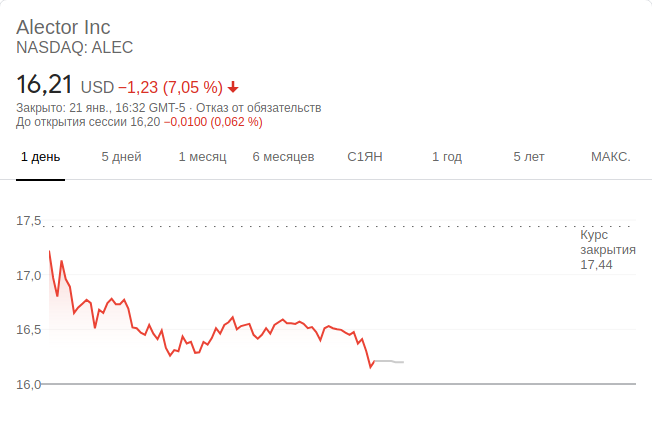 Alector Inc
NASDAQ: ALEC
16,21 USD −1,23 (7,05 %)
Закрыто: 21 янв., 16:32 GMT-5 · Отказ от обязательств
До открытия сессии 16,20 −0,0100 (0,062 %)
1 день 5 дней 1 месяц 6 месяцев С1ЯН 1 год 5 лет МАКС.
17,5
Курс
закрытия
17,44
17,0
16,5
16,0